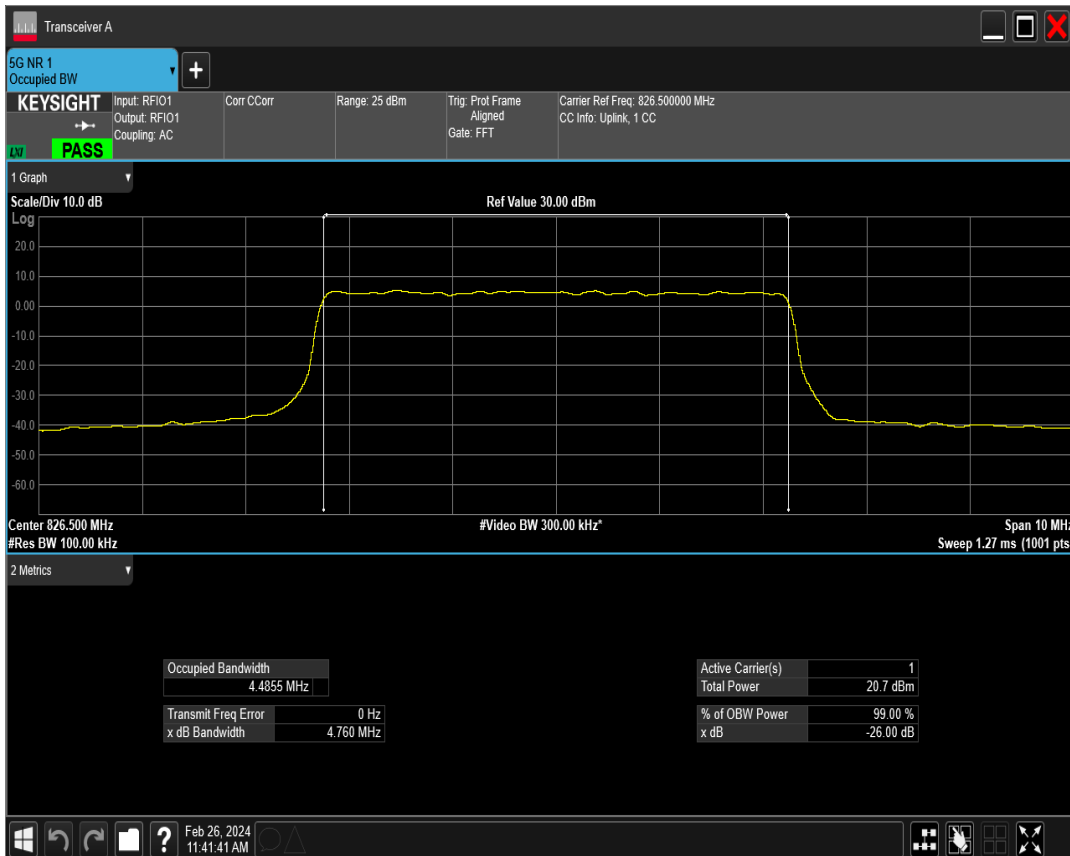 Transceiver A
5G NR 1
Occupied BW
+
KEYSIGHT
LXI
PASS
Input: RFIO1
Output: RFIO1
Coupling: AC
Corr CCorr
Range: 25 dBm
Trig: Prot Frame
Aligned
Gate: FFT
Carrier Ref Freq: 826.500000 MHz
CC Info: Uplink, 1 CC
1 Graph
Scale/Div 10.0 dB
Ref Value 30.00 dBm
Log
20.0
10.0
0.00
-10.0
-20.0
-30.0
-40.0
-50.0
-60.0
Center 826.500 MHz
#Video BW 300.00 kHz*
Span 10 MHz
#Res BW 100.00 kHz
Sweep 1.27 ms (1001 pts
2 Metrics
Occupied Bandwidth
4.4855 MHz
Transmit Freq Error 0 Hz
x dB Bandwidth 4.760 MHz
Active Carrier(s) 1
Total Power 20.7 dBm
% of OBW Power 99.00 %
x dB -26.00 dB
?
Feb 26, 2024
11:41:41 AM